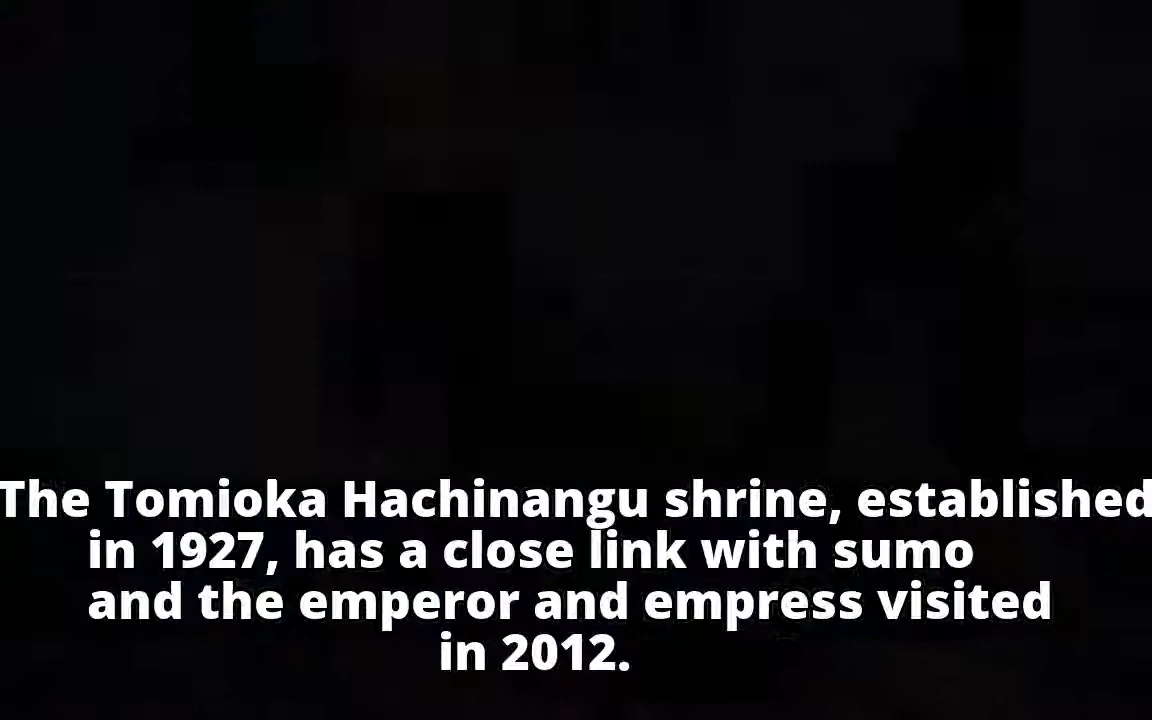 The Tomioka Hachinangu shrine, established
in 1927, has a close link with sumo
and the emperor and empress visited
in 2012.